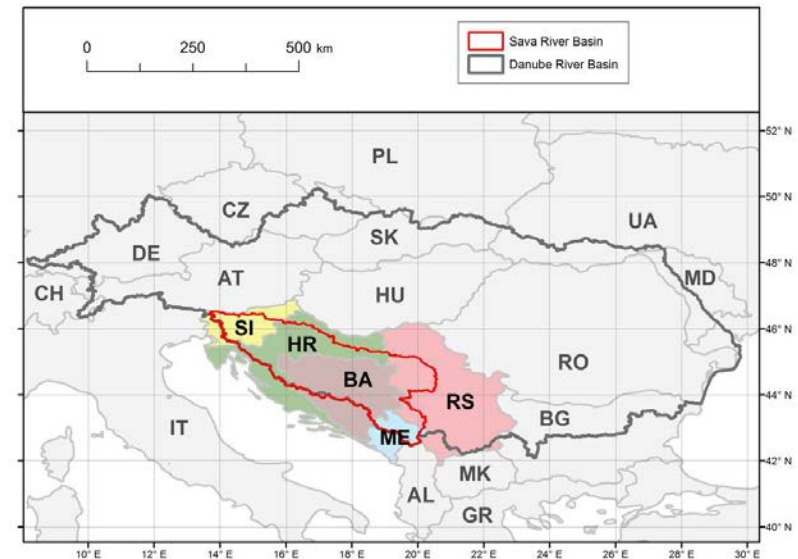 0 250 500 km
Sava River Basin
Danube River Basin
52° N
PL
50° N
CZ
UA
SK
DE
48° N
AT
MD
CH
HU
46° N
SI
HR
RO
BA
44° N
RS
BG
IT
ME
MK
42° N
AL
GR
40° N
10° E 12° E 14° E 16° E 18° E 20° E 22° E 24° E 26° E 28° E 30° E